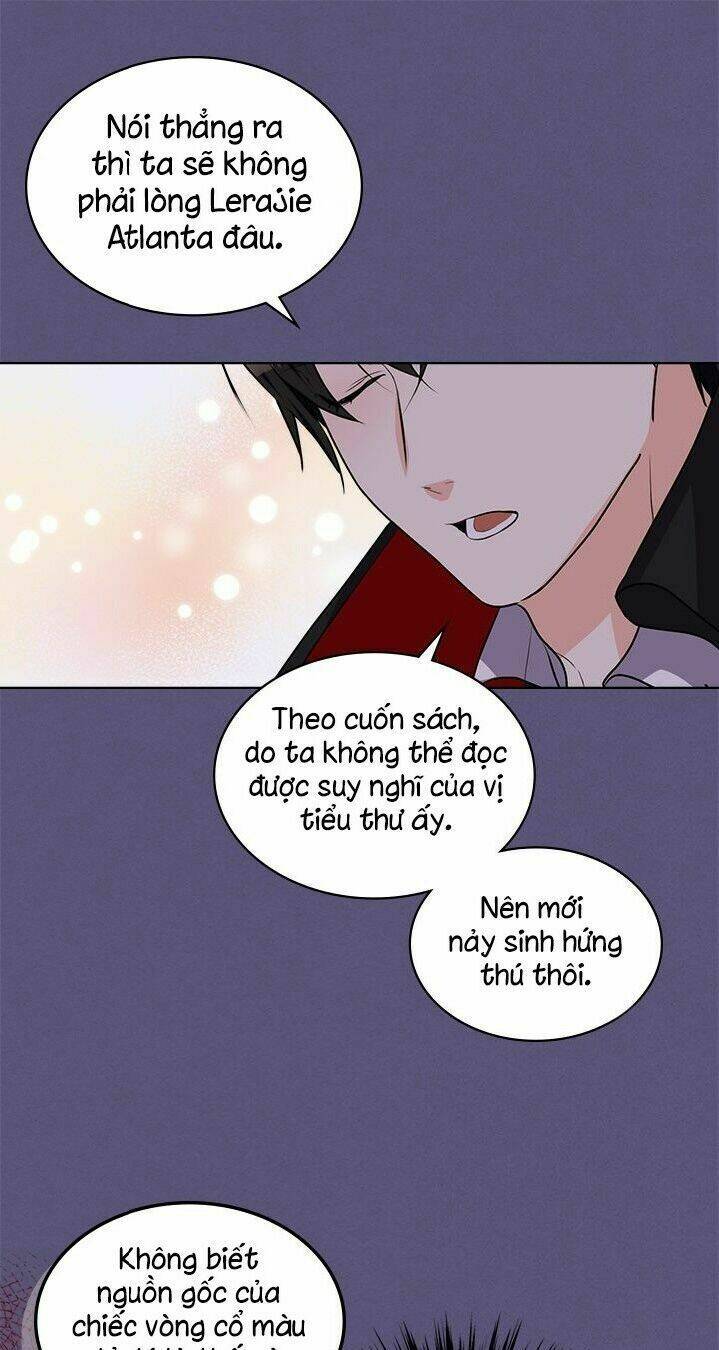 Nói thẳng ra
thì ta sẽ không
phải lòng Lerajie
Atlanta đâu.
Theo cuốn sách,
do ta không thể đọc
được suy nghĩ của vị
tiểu thư ấy.
Nên mới
nảy sinh hứng
thú thôi.
Không biết
nguồn gốc của
chiếc vòng cổ màu